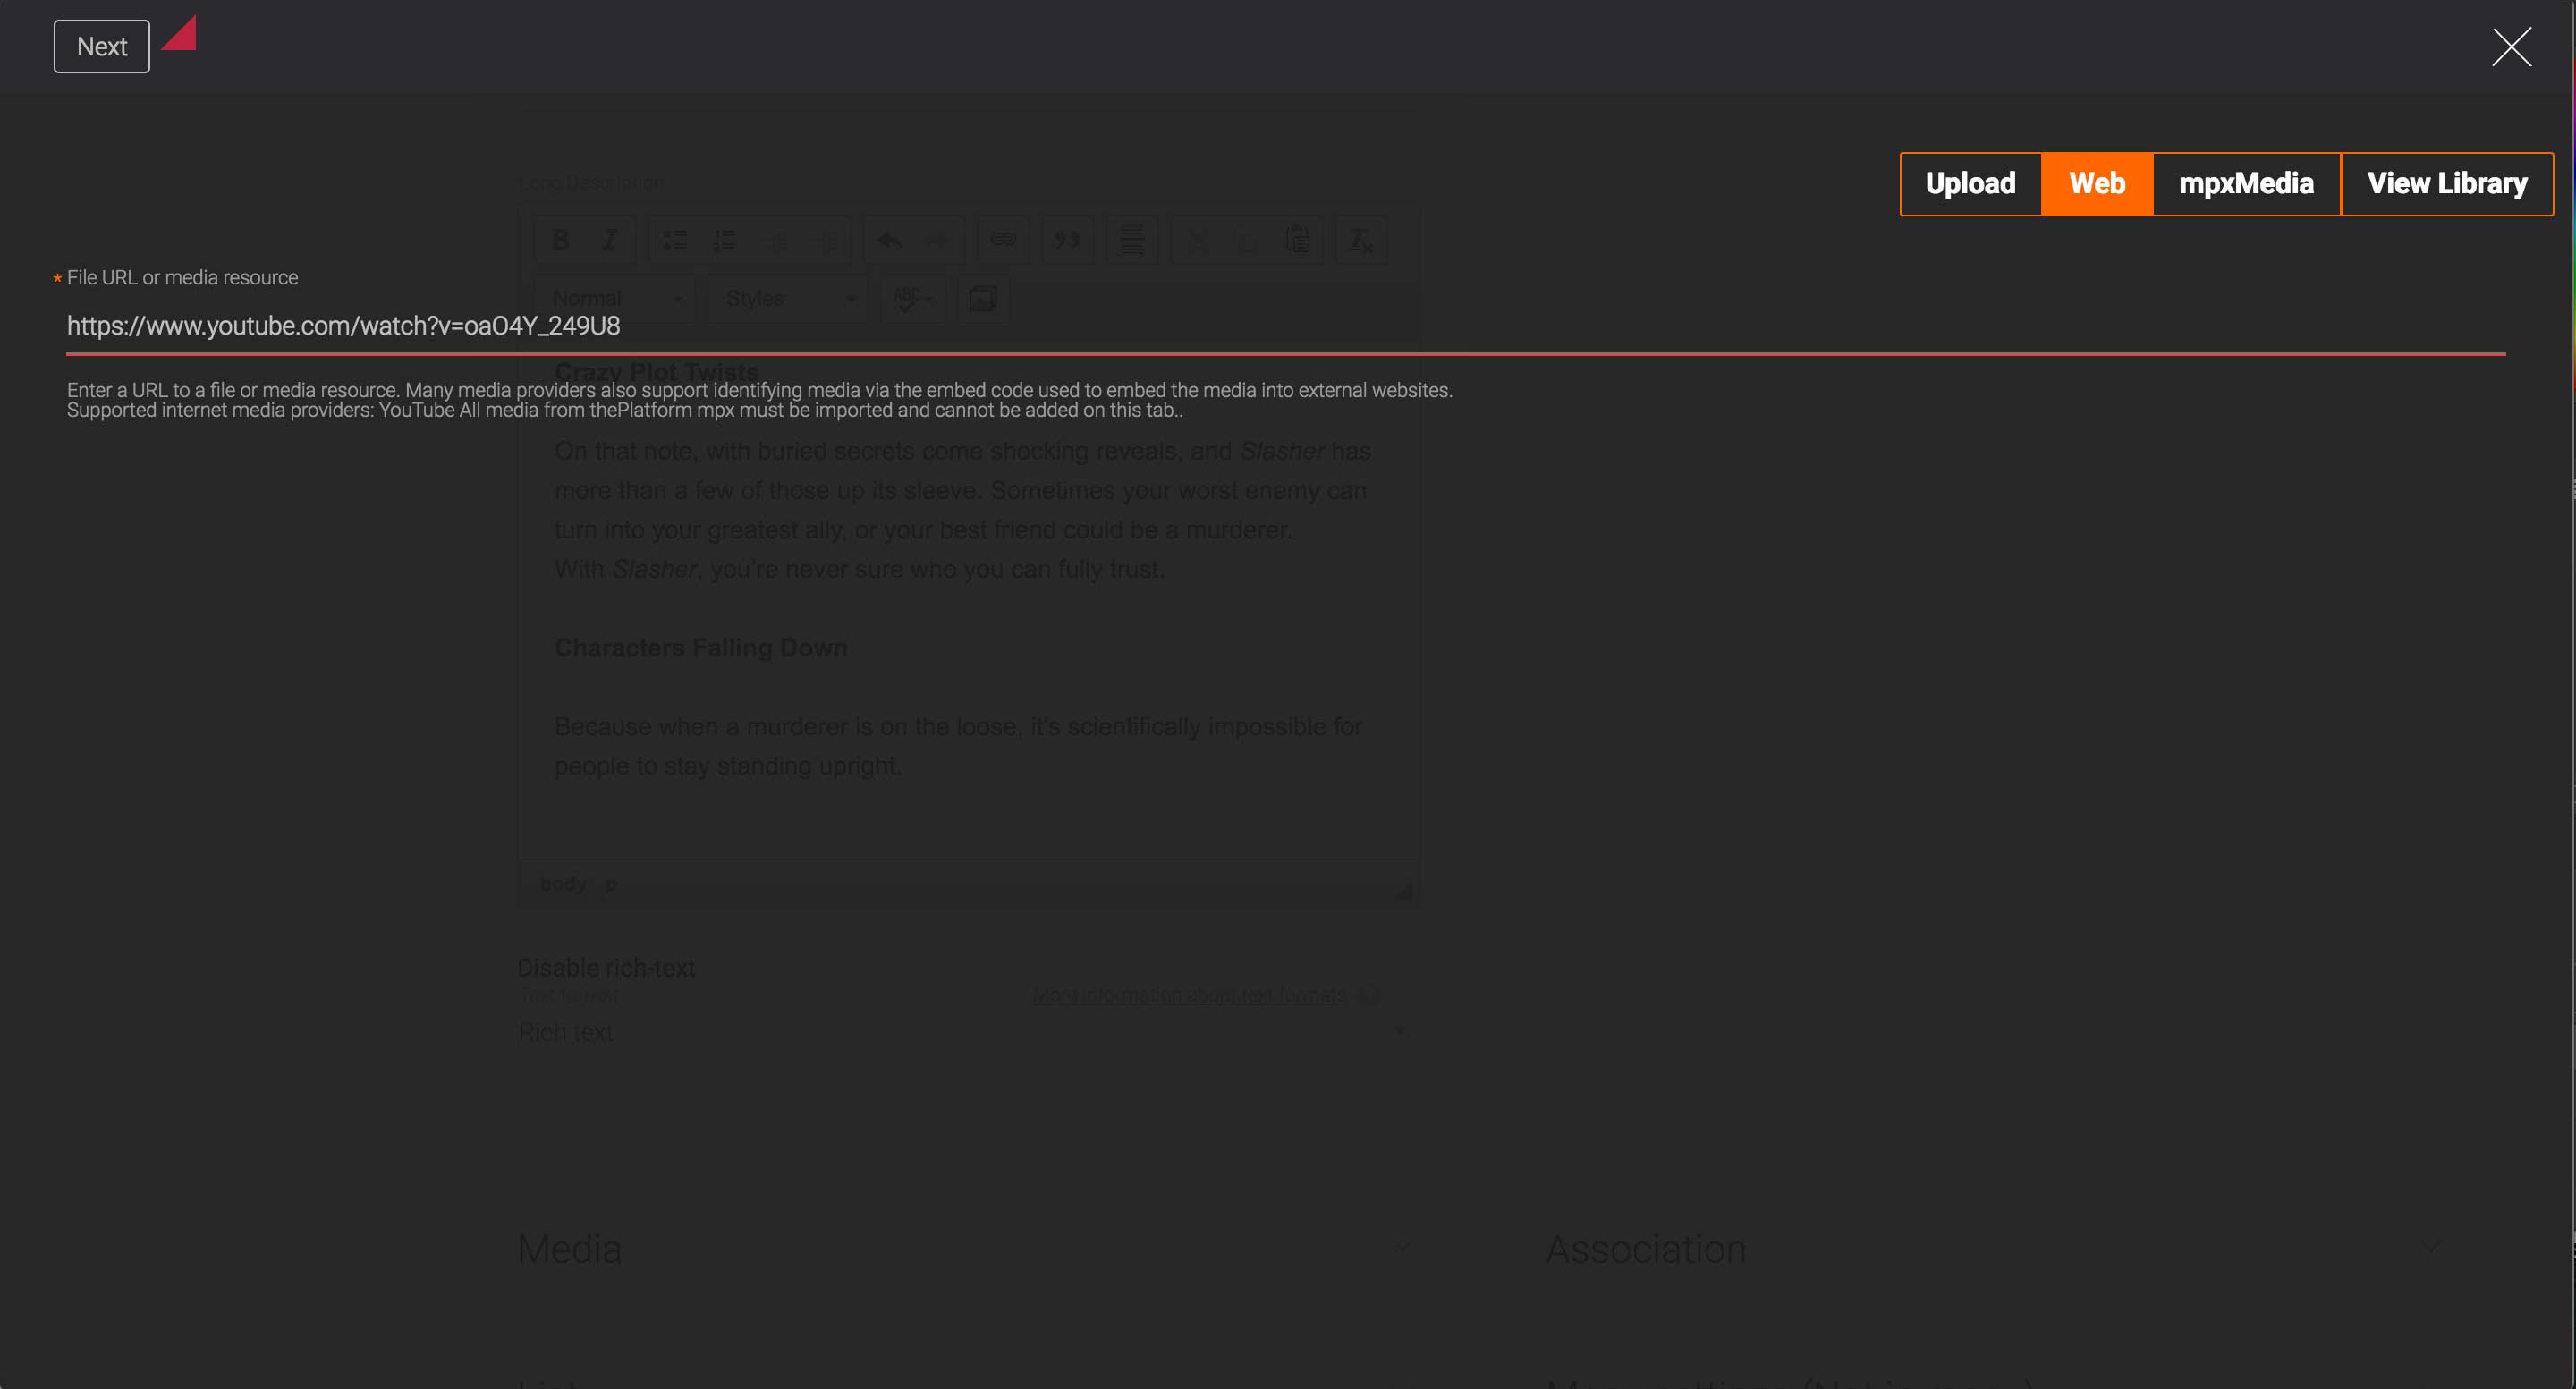 Next
Upload
Web
mpxMedia
View Library
Long Description
* File URL or media resource
Normal
Styles
ABC
https://www.youtube.com/watch?v=oaO4Y_249U8
Crazy Plot Twists
Enter a URL to a file or media resource. Many media providers also support identifying media via the embed code used to embed the media into external websites.
Supported internet media providers: YouTube All media from thePlatform mpx must be imported and cannot be added on this tab..
On that note, with buried secrets come shocking reveals, and Slasher has
more than a few of those up its sleeve. Sometimes your worst enemy can
turn into your greatest ally, or your best friend could be a murderer.
With Slasher, you're never sure who you can fully trust.
Characters Falling Down
Because when a murderer is on the loose, it's scientifically impossible for
people to stay standing upright.
body p
Disable rich-text
Text format
More information about text formats
Rich text
Media
Association